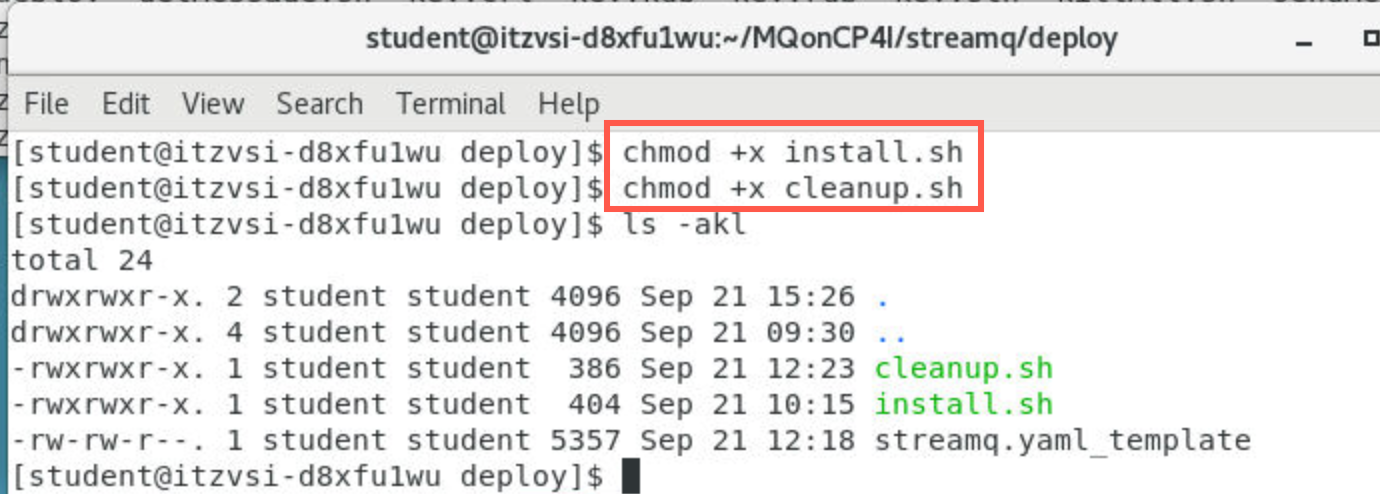 student@itzvsi-d8xfu1wu:~/MQonCP4I/streamq/deploy
File Edit View Search Terminal Help
[student@itzvsi-d8xfu1wu deploy]$ chmod +x install.sh
[student@itzvsi-d8xfu1wu deploy]$ chmod +x cleanup.sh
[student@itzvsi-d8xfu1wu deploy]$ ls -akl
total 24
drwxrwxr-x. 2 student student 4096 Sep 21 15:26 .
drwxrwxr-x. 4 student student 4096 Sep 21 09:30 ..
-rwxrwxr-x. 1 student student  386 Sep 21 12:23 cleanup.sh
-rwxrwxr-x. 1 student student  404 Sep 21 10:15 install.sh
-rw-rw-r--. 1 student student 5357 Sep 21 12:18 streamq.yaml_template
[student@itzvsi-d8xfu1wu deploy]$